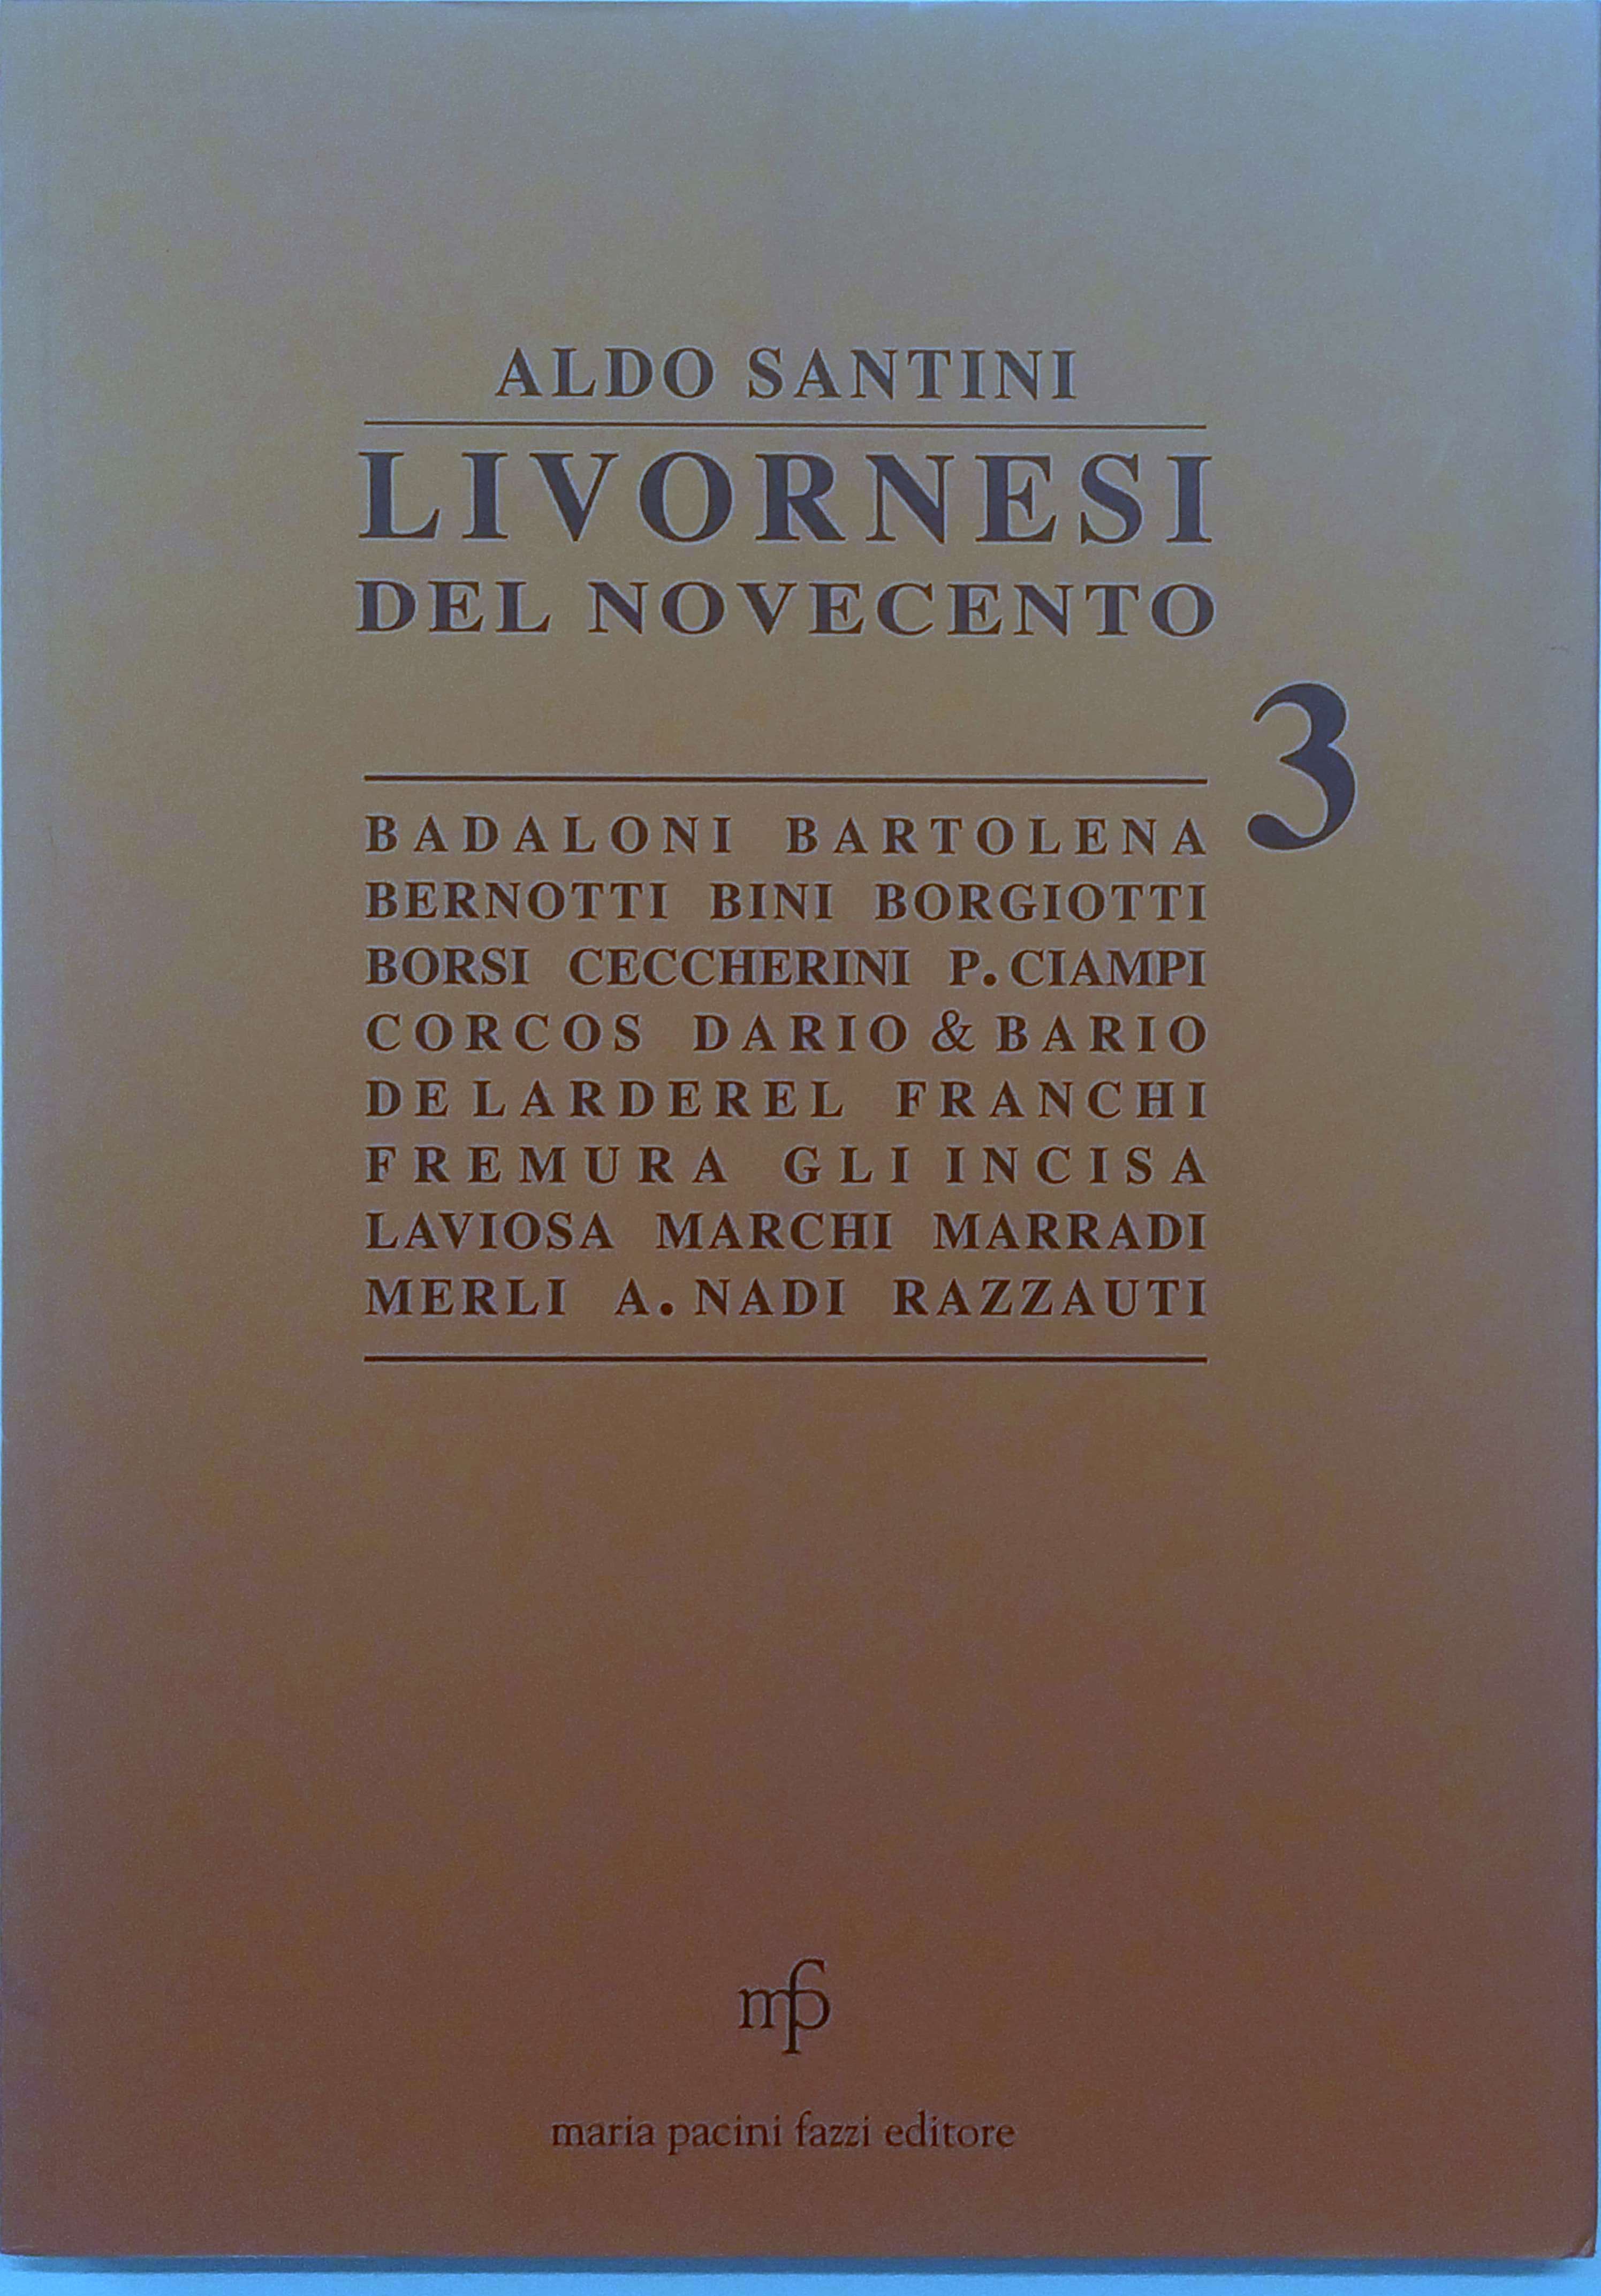 ALDO SANTINI
LIVORNESI
DEL NOVECENTO
3
BADALONI BARTOLENA
BERNOTTI BINI BORGIOTTI
BORSI CECCHERINI P. CIAMPI
CORCOS DARIO & BARIO
DE LARDEREL FRANCHI
FREMURA GLI INCISA
LAVIOSA MARCHI MARRADI
MERLI A. NADI RAZZAUTI
mpf
maria pacini fazzi editore